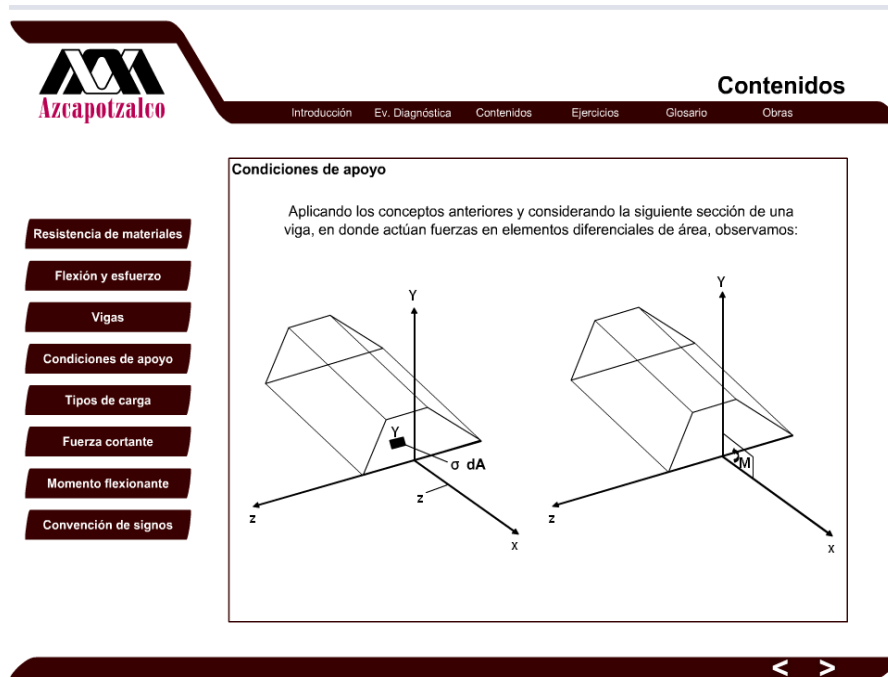 Azcapotzalco
Contenidos
Introducción Ev. Diagnóstica Contenidos Ejercicios Glosario Obras
Resistencia de materiales
Flexión y esfuerzo
Vigas
Condiciones de apoyo
Tipos de carga
Fuerza cortante
Momento flexionante
Convención de signos
Condiciones de apoyo
Aplicando los conceptos anteriores y considerando la siguiente sección de una
viga, en donde actúan fuerzas en elementos diferenciales de área, observamos:
Y
Y
σ dA
z
z
x
Y
M
z
x
< >